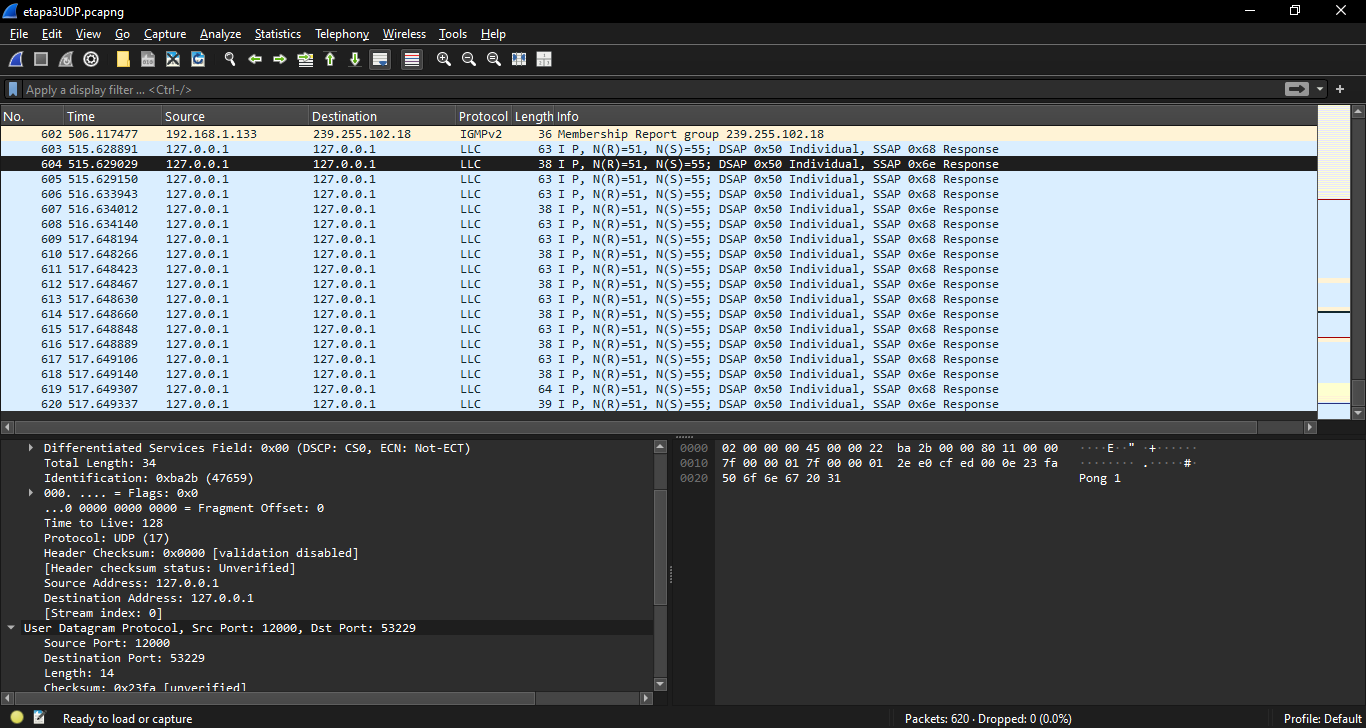 etapa3UDP.pcapng
File Edit View Go Capture Analyze Statistics Telephony Wireless Tools Help
Apply a display filter ... <Ctrl-/>
No. Time Source Destination Protocol Length Info
602 506.117477 192.168.1.133 239.255.102.18 IGMPv2 36 Membership Report group 239.255.102.18
603 515.628891 127.0.0.1 127.0.0.1 LLC 63 I P, N(R)=51, N(S)=55; DSAP 0x50 Individual, SSAP 0x68 Response
604 515.629029 127.0.0.1 127.0.0.1 LLC 38 I P, N(R)=51, N(S)=55; DSAP 0x50 Individual, SSAP 0x6e Response
605 515.629150 127.0.0.1 127.0.0.1 LLC 63 I P, N(R)=51, N(S)=55; DSAP 0x50 Individual, SSAP 0x68 Response
606 516.633943 127.0.0.1 127.0.0.1 LLC 63 I P, N(R)=51, N(S)=55; DSAP 0x50 Individual, SSAP 0x68 Response
607 516.634012 127.0.0.1 127.0.0.1 LLC 38 I P, N(R)=51, N(S)=55; DSAP 0x50 Individual, SSAP 0x6e Response
608 516.634140 127.0.0.1 127.0.0.1 LLC 63 I P, N(R)=51, N(S)=55; DSAP 0x50 Individual, SSAP 0x68 Response
609 517.648194 127.0.0.1 127.0.0.1 LLC 63 I P, N(R)=51, N(S)=55; DSAP 0x50 Individual, SSAP 0x68 Response
610 517.648266 127.0.0.1 127.0.0.1 LLC 38 I P, N(R)=51, N(S)=55; DSAP 0x50 Individual, SSAP 0x6e Response
611 517.648423 127.0.0.1 127.0.0.1 LLC 63 I P, N(R)=51, N(S)=55; DSAP 0x50 Individual, SSAP 0x68 Response
612 517.648467 127.0.0.1 127.0.0.1 LLC 38 I P, N(R)=51, N(S)=55; DSAP 0x50 Individual, SSAP 0x6e Response
613 517.648630 127.0.0.1 127.0.0.1 LLC 63 I P, N(R)=51, N(S)=55; DSAP 0x50 Individual, SSAP 0x68 Response
614 517.648660 127.0.0.1 127.0.0.1 LLC 38 I P, N(R)=51, N(S)=55; DSAP 0x50 Individual, SSAP 0x6e Response
615 517.648848 127.0.0.1 127.0.0.1 LLC 63 I P, N(R)=51, N(S)=55; DSAP 0x50 Individual, SSAP 0x68 Response
616 517.648889 127.0.0.1 127.0.0.1 LLC 38 I P, N(R)=51, N(S)=55; DSAP 0x50 Individual, SSAP 0x6e Response
617 517.649106 127.0.0.1 127.0.0.1 LLC 63 I P, N(R)=51, N(S)=55; DSAP 0x50 Individual, SSAP 0x68 Response
618 517.649140 127.0.0.1 127.0.0.1 LLC 38 I P, N(R)=51, N(S)=55; DSAP 0x50 Individual, SSAP 0x6e Response
619 517.649307 127.0.0.1 127.0.0.1 LLC 64 I P, N(R)=51, N(S)=55; DSAP 0x50 Individual, SSAP 0x68 Response
620 517.649337 127.0.0.1 127.0.0.1 LLC 39 I P, N(R)=51, N(S)=55; DSAP 0x50 Individual, SSAP 0x6e Response
Differentiated Services Field: 0x00 (DSCP: CS0, ECN: Not-ECT)
Total Length: 34
Identification: 0xba2b (47659)
000. .... = Flags: 0x0
...0 0000 0000 0000 = Fragment Offset: 0
Time to Live: 128
Protocol: UDP (17)
Header Checksum: 0x0000 [validation disabled]
[Header checksum status: Unverified]
Source Address: 127.0.0.1
Destination Address: 127.0.0.1
[Stream index: 0]
User Datagram Protocol, Src Port: 12000, Dst Port: 53229
Source Port: 12000
Destination Port: 53229
Length: 14
Checksum: 0x23fa [unverified]
0000 02 00 00 00 45 00 00 22 ba 2b 00 00 80 11 00 00 ····E··" ·+······
0010 7f 00 00 01 7f 00 00 01 2e e0 cf ed 00 0e 23 fa ········ .·····#·
0020 50 6f 6e 67 20 31 Pong 1
Ready to load or capture
Packets: 620 · Dropped: 0 (0.0%)
Profile: Default